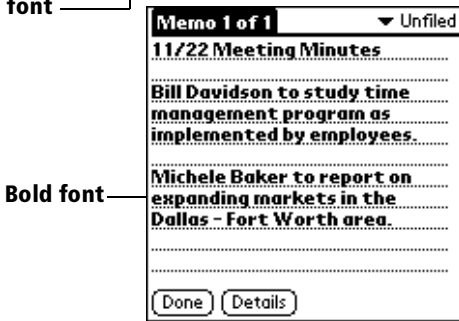 font
Memo 1 of 1 Unfiled
11/22 Meeting Minutes
Bill Davidson to study time
management program as
implemented by employees.
Michele Baker to report on
Bold font
expanding markets in the
Dallas - Fort Worth area.
Done Details